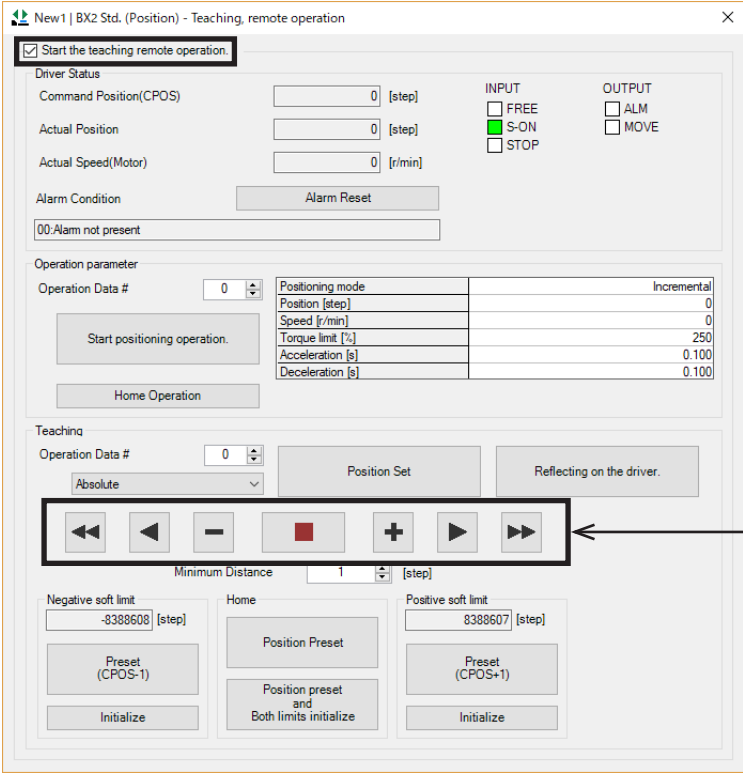 New1 | BX2 Std. (Position) - Teaching, remote operation
Start the teaching remote operation.
Driver Status
Command Position(CPOS) 0 [step]
Actual Position 0 [step]
Actual Speed(Motor) 0 [r/min]
INPUT
FREE
S-ON
STOP
OUTPUT
ALM
MOVE
Alarm Condition
Alarm Reset
00:Alarm not present
Operation parameter
Operation Data # 0
Start positioning operation.
Home Operation
Positioning mode Incremental
Position [step] 0
Speed [r/min] 0
Torque limit [%] 250
Acceleration [s] 0.100
Deceleration [s] 0.100
Teaching
Operation Data # 0
Absolute
Position Set
Reflecting on the driver.
Minimum Distance 1 [step]
Negative soft limit
-8388608 [step]
Preset
(CPOS-1)
Initialize
Home
Position Preset
Position preset
and
Both limits initialize
Positive soft limit
8388607 [step]
Preset
(CPOS+1)
Initialize